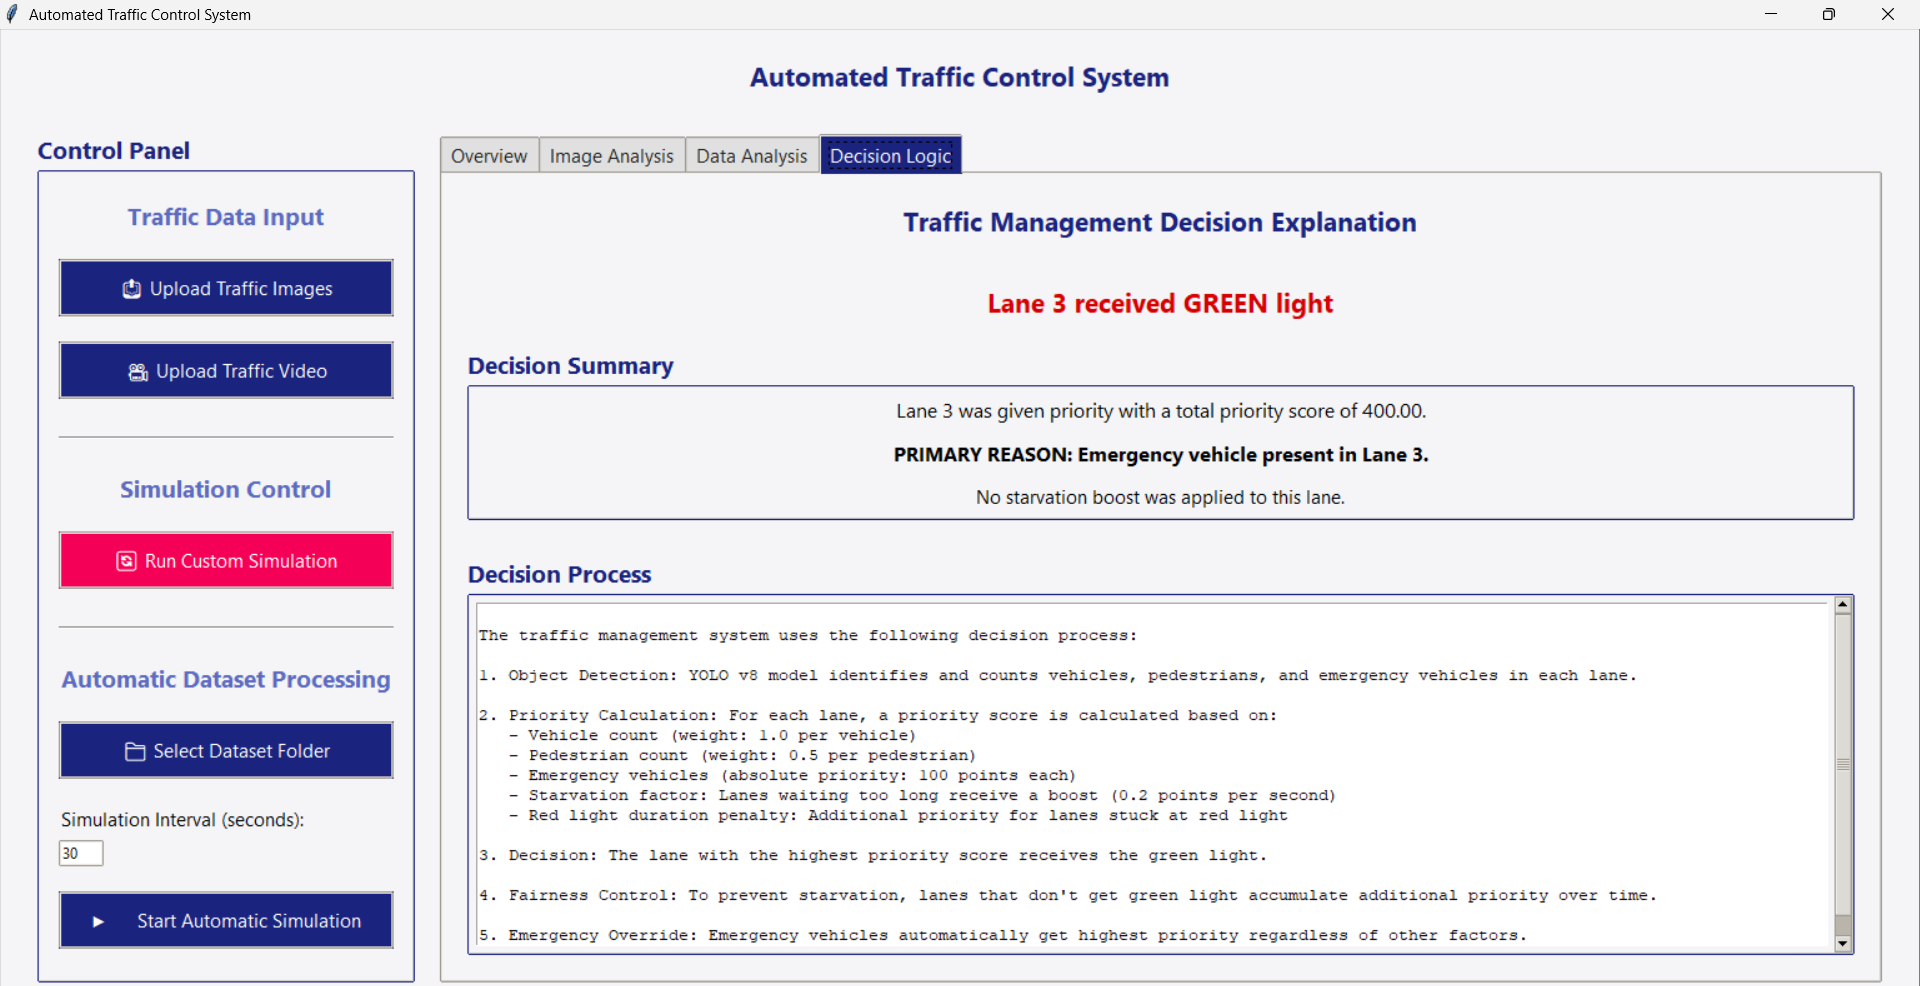 Automated Traffic Control System
Automated Traffic Control System
Control Panel
Traffic Data Input
Upload Traffic Images
Upload Traffic Video
Simulation Control
Run Custom Simulation
Automatic Dataset Processing
Select Dataset Folder
Simulation Interval (seconds):
30
Start Automatic Simulation
Overview
Image Analysis
Data Analysis
Decision Logic
Traffic Management Decision Explanation
Lane 3 received GREEN light
Decision Summary
Lane 3 was given priority with a total priority score of 400.00.
PRIMARY REASON: Emergency vehicle present in Lane 3.
No starvation boost was applied to this lane.
Decision Process
The traffic management system uses the following decision process:
1. Object Detection: YOLO v8 model identifies and counts vehicles, pedestrians, and emergency vehicles in each lane.
2. Priority Calculation: For each lane, a priority score is calculated based on:
- Vehicle count (weight: 1.0 per vehicle)
- Pedestrian count (weight: 0.5 per pedestrian)
- Emergency vehicles (absolute priority: 100 points each)
- Starvation factor: Lanes waiting too long receive a boost (0.2 points per second)
- Red light duration penalty: Additional priority for lanes stuck at red light
3. Decision: The lane with the highest priority score receives the green light.
4. Fairness Control: To prevent starvation, lanes that don't get green light accumulate additional priority over time.
5. Emergency Override: Emergency vehicles automatically get highest priority regardless of other factors.